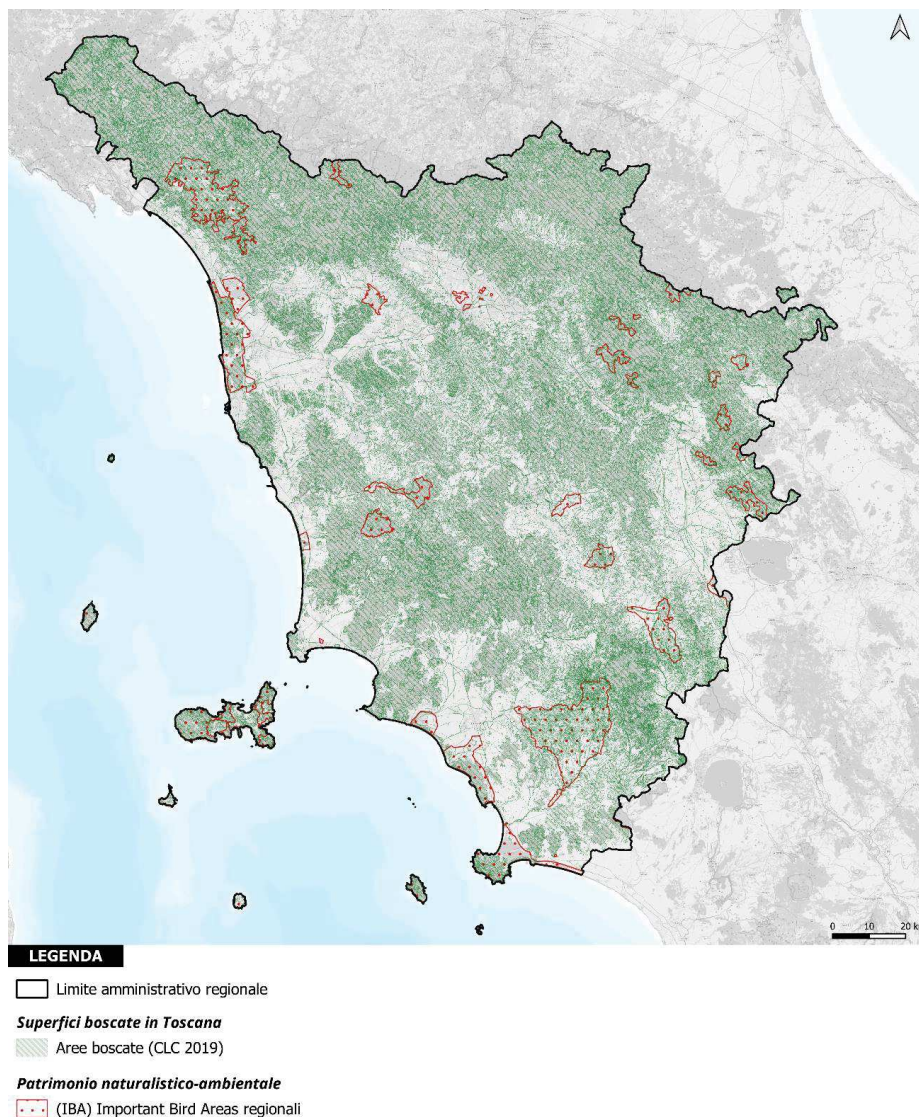 0 10 20 k
LEGENDA
Limite amministrativo regionale
Superfici boscate in Toscana
Aree boscate (CLC 2019)
Patrimonio naturalistico-ambientale
(IBA) Important Bird Areas regionali